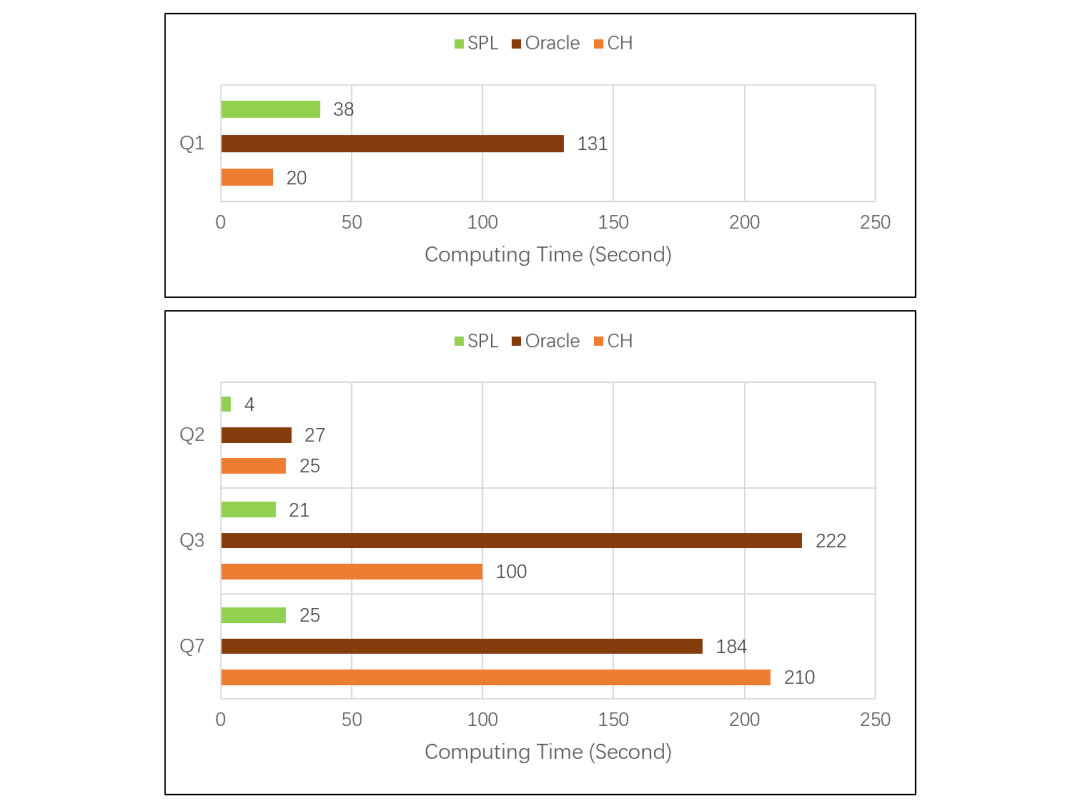 SPL Oracle CH
38
Q1 131
20
0 50 100 150 200 250
Computing Time (Second)
SPL Oracle CH
4
Q2 27
25
21
Q3 222
100
25
Q7 184
210
0 50 100 150 200 250
Computing Time (Second)